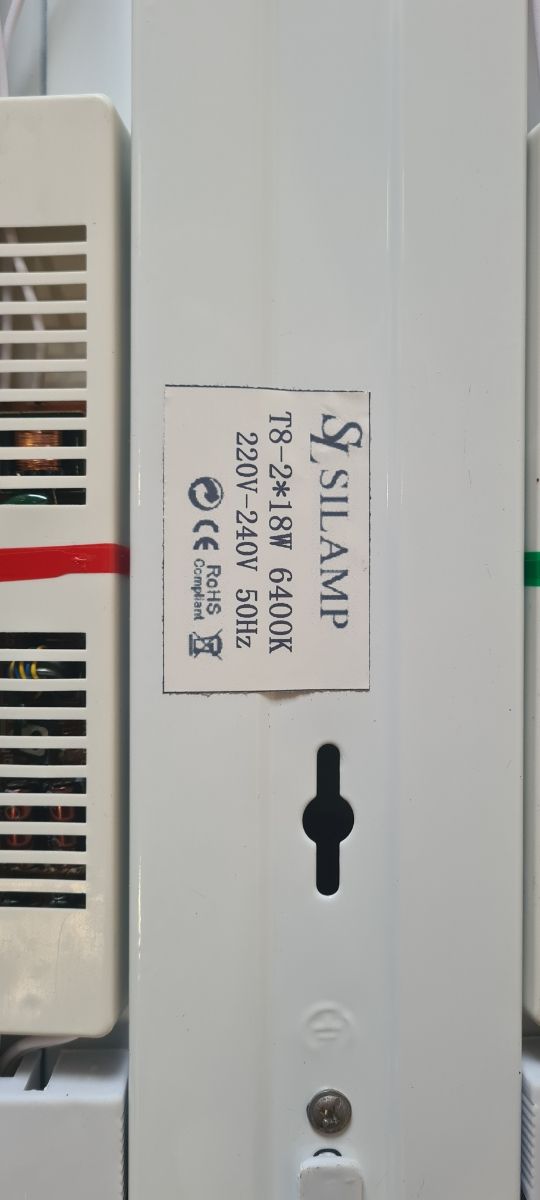 SL SILAMP
T8-2*18W 6400K
220V-240V 50Hz
CE RoHS
Compliant